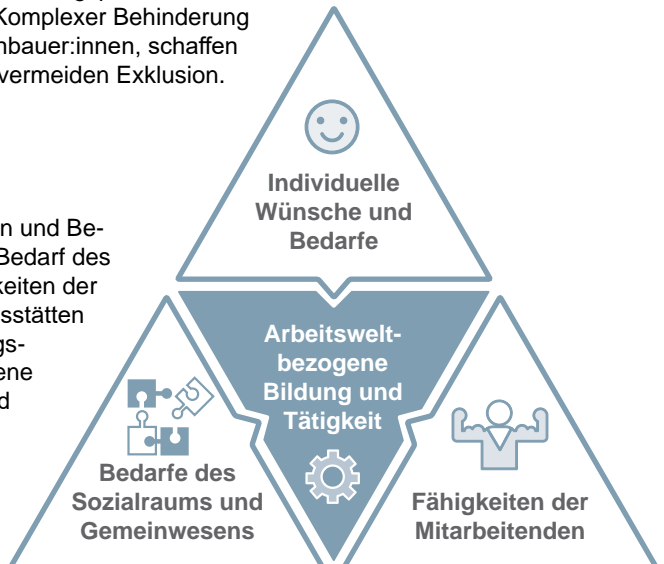 Komplexer Behinderung
nbauer:innen, schaffen
vermeiden Exklusion.
Individuelle
Wünsche und
Bedarfe
en und Be-
Bedarf des
keiten der
sstätten
gs-
ene
d
Arbeitswelt-
bezogene
Bildung und
Tätigkeit
Bedarfe des
Sozialraums und
Gemeinwesens
Fähigkeiten der
Mitarbeitenden